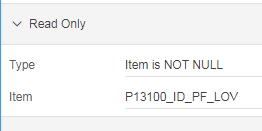 Read Only
Type Item is NOT NULL
Item P13100_ID_PF_LOV